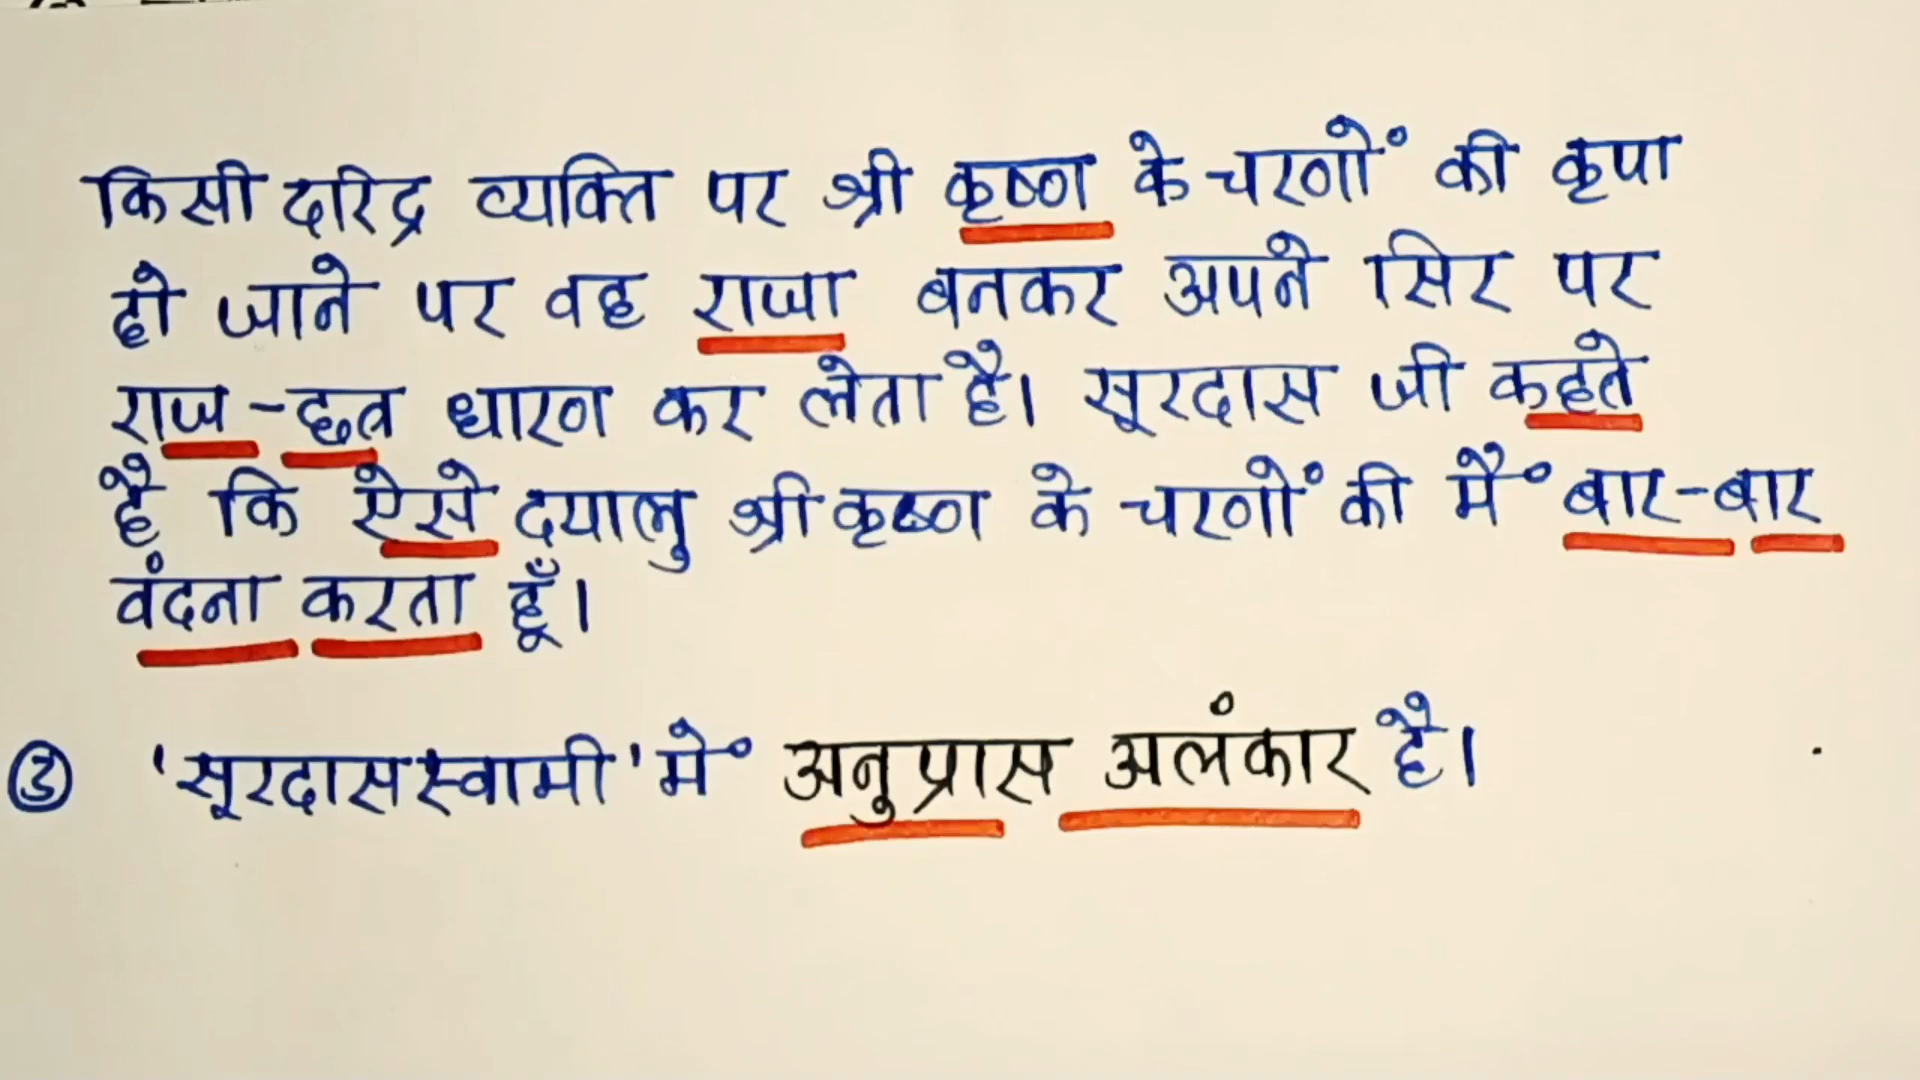 किसी दरिद्र व्यक्ति पर श्री कृष्ण के चरणों की कृपा
हो जाने पर वह राजा बनकर अपने सिर पर
राज-छत्र धारण कर लेता है। सूरदास जी कहते
है कि ऐसे दयालु श्री कृष्ण के चरणों की मैं बार-बार
वंदना करता हूँ।
③ 'सूरदास स्वामी' में अनुप्रास अलंकार है।